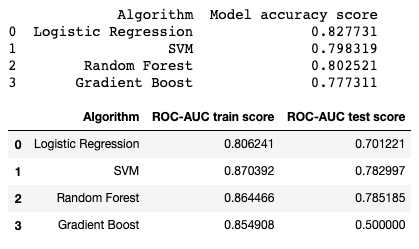 Algorithm Model accuracy score
0 Logistic Regression 0.827731
1 SVM 0.798319
2 Random Forest 0.802521
3 Gradient Boost 0.777311
Algorithm ROC-AUC train score ROC-AUC test score
0 Logistic Regression 0.806241 0.701221
1 SVM 0.870392 0.782997
2 Random Forest 0.864466 0.785185
3 Gradient Boost 0.854908 0.500000